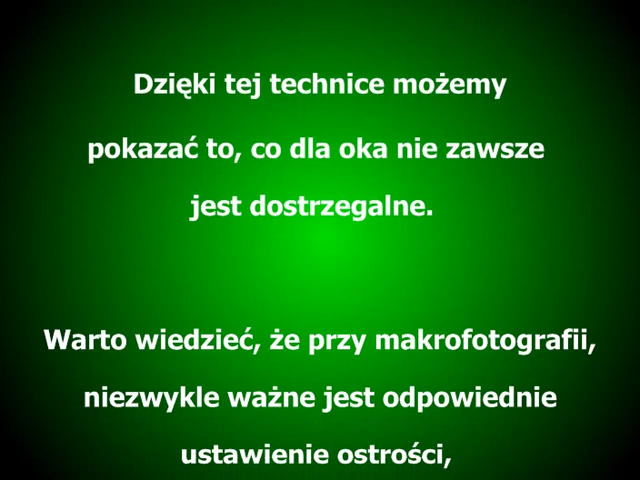 Dzięki tej technice możemy
pokazać to, co dla oka nie zawsze
jest dostrzegalne.
Warto wiedzieć, że przy makrofotografii,
niezwykle ważne jest odpowiednie
ustawienie ostrości,